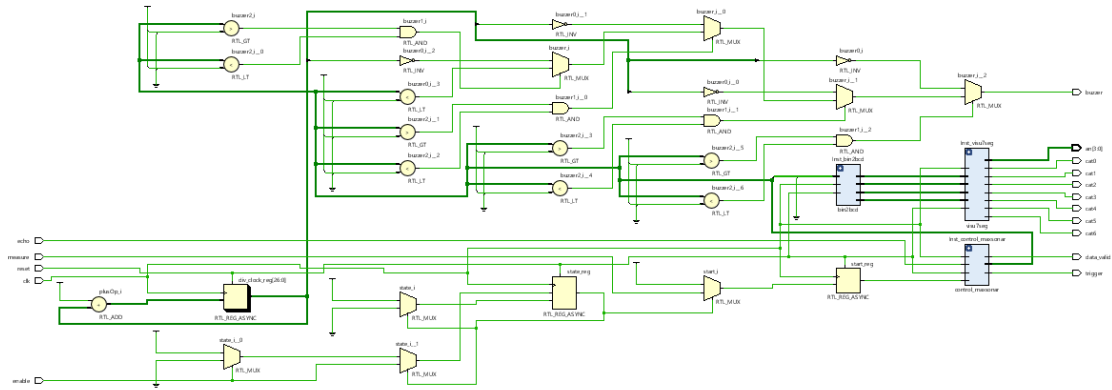 buzzer2_i
RTL_GT
buzzer2_i__0
RTL_LT
buzzer1_i
RTL_AND
buzzer0_i__2
RTL_INV
buzzer0_i__3
RTL_LT
buzzer2_i__1
RTL_GT
buzzer2_i__2
RTL_LT
buzzer0_i__1
RTL_INV
buzzer_i
RTL_MUX
buzzer1_i__0
RTL_AND
buzzer2_i__3
RTL_GT
buzzer2_i__4
RTL_LT
buzzer_i__0
RTL_MUX
buzzer0_i__0
RTL_INV
buzzer1_i__1
RTL_AND
buzzer2_i__5
RTL_GT
buzzer2_i__6
RTL_LT
buzzer0_i
RTL_INV
buzzer_i__1
RTL_MUX
buzzer1_i__2
RTL_AND
Inst_bin2bcd
bin2bcd
buzzer_i__2
RTL_MUX
Inst_visu7seg
visu7seg
Inst_control_maxsonar
control_maxsonar
buzzer
an[3:0]
cat0
cat1
cat2
cat3
cat4
cat5
cat6
data_valid
trigger
echo
measure
reset
clk
plusOp_i
RTL_ADD
div_clock_reg[26:0]
RTL_REG_ASYNC
state_i
RTL_MUX
state_reg
RTL_REG_ASYNC
start_i
RTL_MUX
start_reg
RTL_REG_ASYNC
state_i__0
RTL_MUX
state_i__1
RTL_MUX
enable